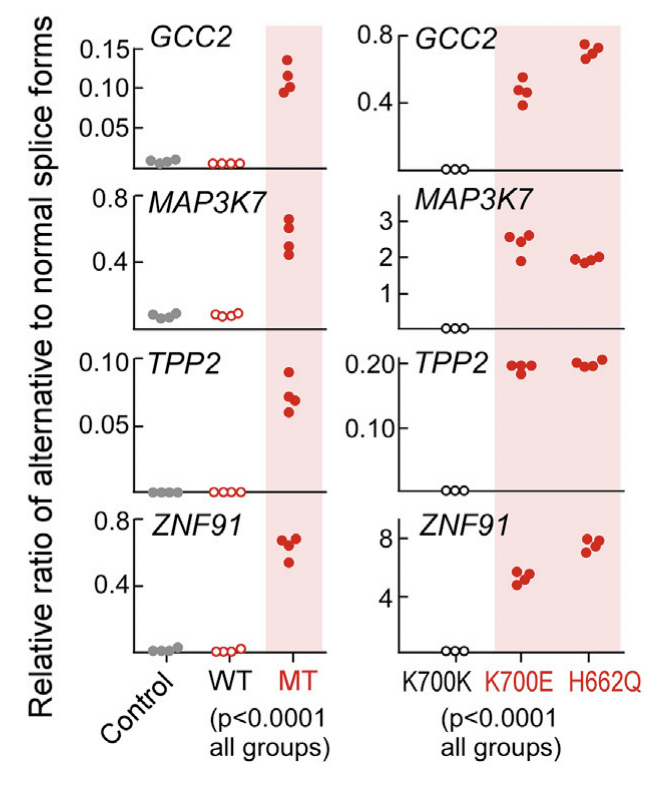 Relative ratio of alternative to normal splice forms
GCC2
0.15
0.10
0.05
MAP3K7
0.8
0.4
TPP2
0.10
0.05
ZNF91
0.8
0.4
Control
WT
MT
(p<0.0001
all groups)
GCC2
0.8
0.4
MAP3K7
3
2
1
TPP2
0.20
0.10
ZNF91
8
4
K700K
K700E
H662Q
(p<0.0001
all groups)